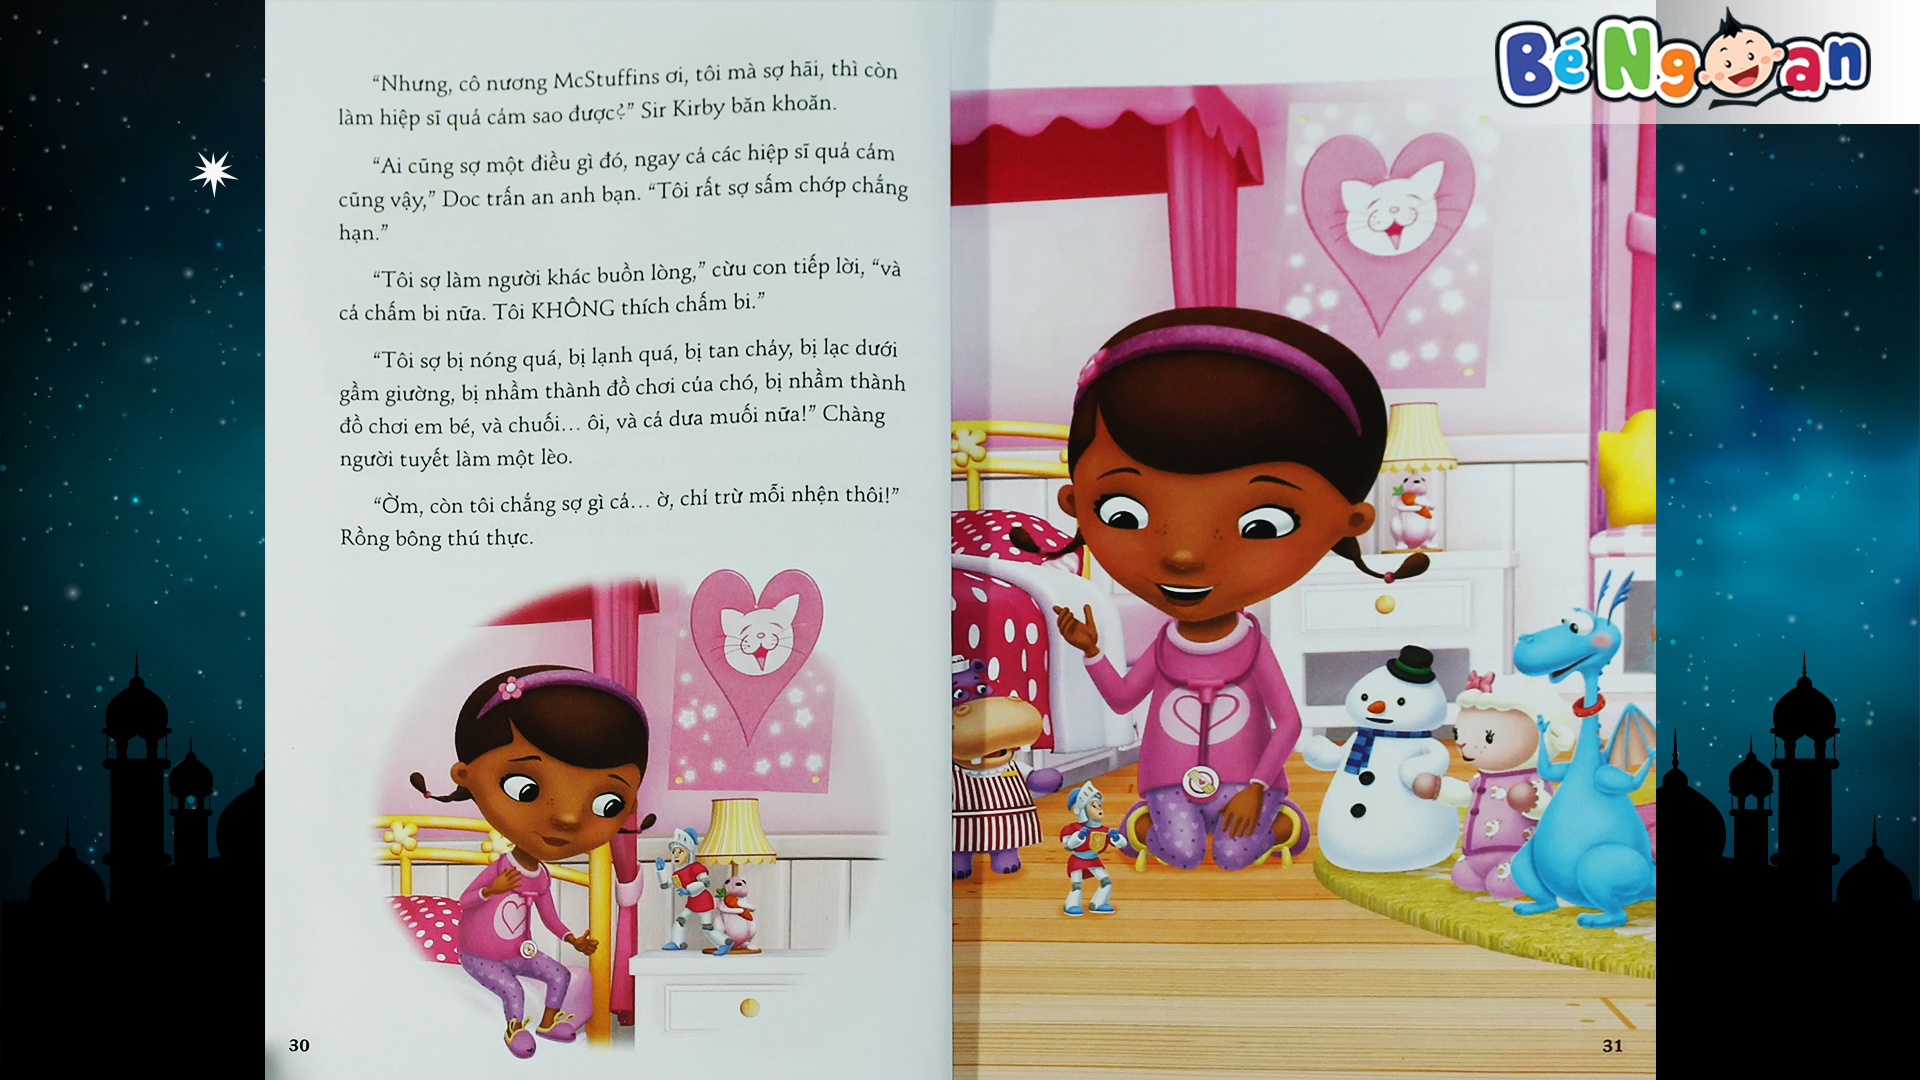 Bé Ngoan
“Nhưng, cô nương McStuffins ơi, tôi mà sợ hãi, thì còn
làm hiệp sĩ quả cảm sao được?” Sir Kirby băn khoăn.
“Ai cũng sợ một điều gì đó, ngay cả các hiệp sĩ quả cảm
cũng vậy,” Doc trấn an anh bạn. “Tôi rất sợ sấm chớp chẳng
hạn.”
“Tôi sợ làm người khác buồn lòng,” cừu con tiếp lời, “và
cả chấm bi nữa. Tôi KHÔNG thích chấm bi.”
“Tôi sợ bị nóng quá, bị lạnh quá, bị tan chảy, bị lạc dưới
gầm giường, bị nhầm thành đồ chơi của chó, bị nhầm thành
đồ chơi em bé, và chuối... ôi, và cả dưa muối nữa!” Chàng
người tuyết làm một lèo.
“Ờm, còn tôi chẳng sợ gì cả... ờ, chỉ trừ mỗi nhện thôi!”
Rồng bông thú thực.
30
31